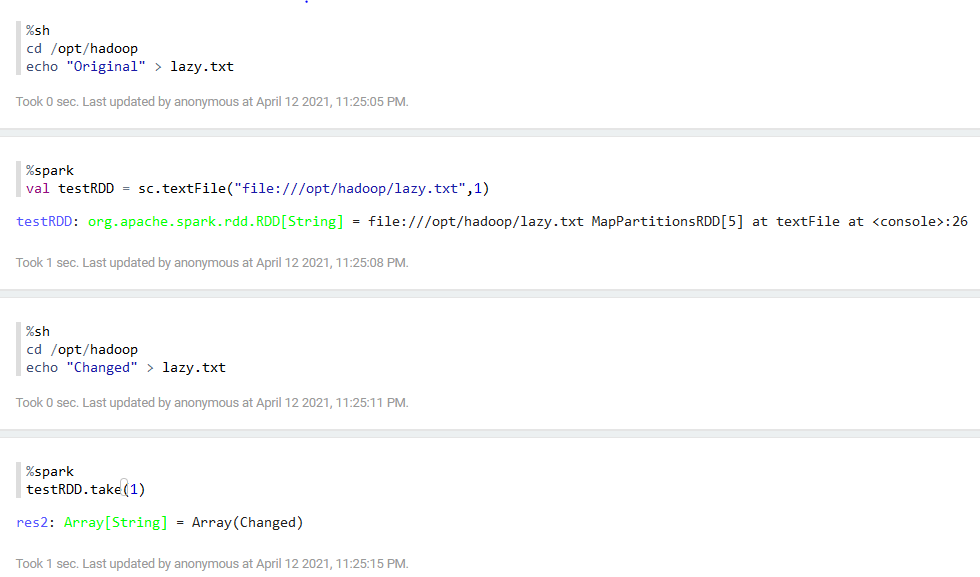 %sh
cd /opt/hadoop
echo "Original" > lazy.txt
Took 0 sec. Last updated by anonymous at April 12 2021, 11:25:05 PM.
%spark
val testRDD = sc.textFile("file:///opt/hadoop/lazy.txt",1)
testRDD: org.apache.spark.rdd.RDD[String] = file:///opt/hadoop/lazy.txt MapPartitionsRDD[5] at textFile at <console>:26
Took 1 sec. Last updated by anonymous at April 12 2021, 11:25:08 PM.
%sh
cd /opt/hadoop
echo "Changed" > lazy.txt
Took 0 sec. Last updated by anonymous at April 12 2021, 11:25:11 PM.
%spark
testRDD.take(1)
res2: Array[String] = Array(Changed)
Took 1 sec. Last updated by anonymous at April 12 2021, 11:25:15 PM.